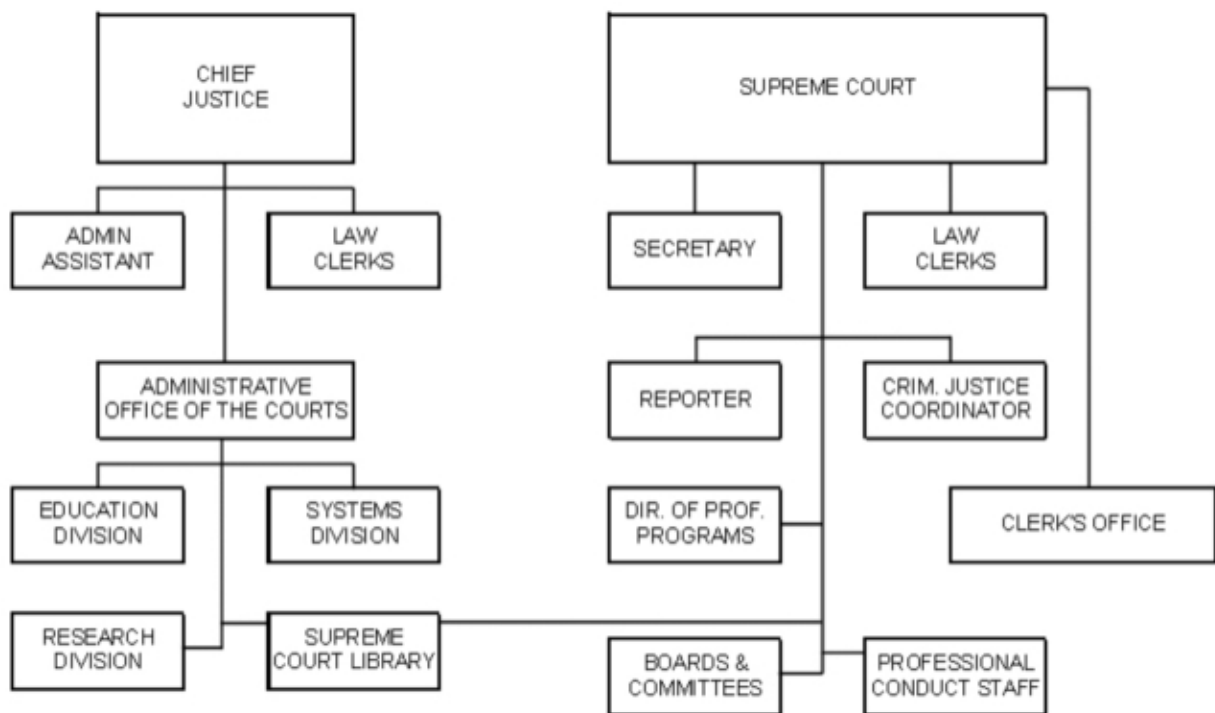 CHIEF
JUSTICE
SUPREME COURT
ADMIN
ASSISTANT
LAW
CLERKS
SECRETARY
LAW
CLERKS
ADMINISTRATIVE
OFFICE OF THE COURTS
REPORTER
CRIM. JUSTICE
COORDINATOR
EDUCATION
DIVISION
SYSTEMS
DIVISION
DIR. OF PROF.
PROGRAMS
CLERK'S OFFICE
RESEARCH
DIVISION
SUPREME
COURT LIBRARY
BOARDS &
COMMITTEES
PROFESSIONAL
CONDUCT STAFF